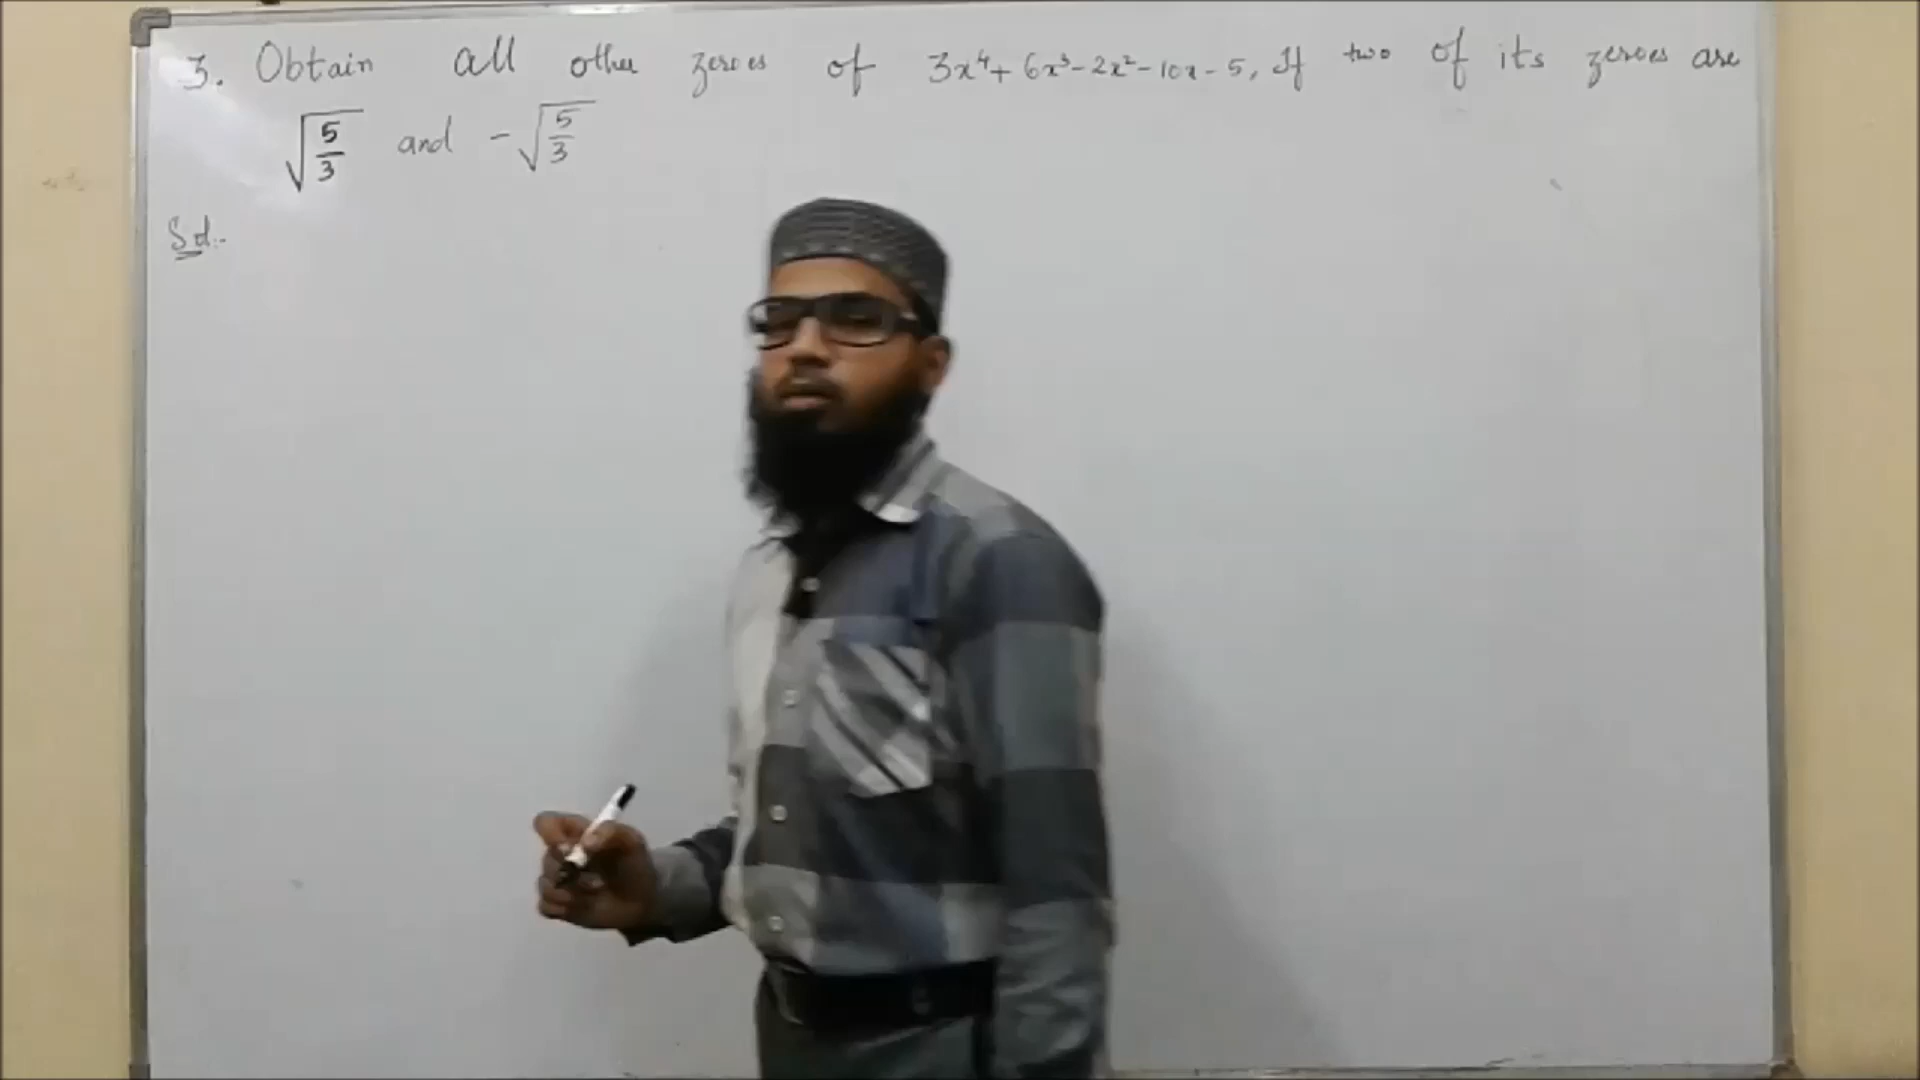 3. Obtain all other zeroes of 3x⁴+ 6x³-2x²-10x-5, If two of its zeroes are
√5/3 and -√5/3
Sol:-